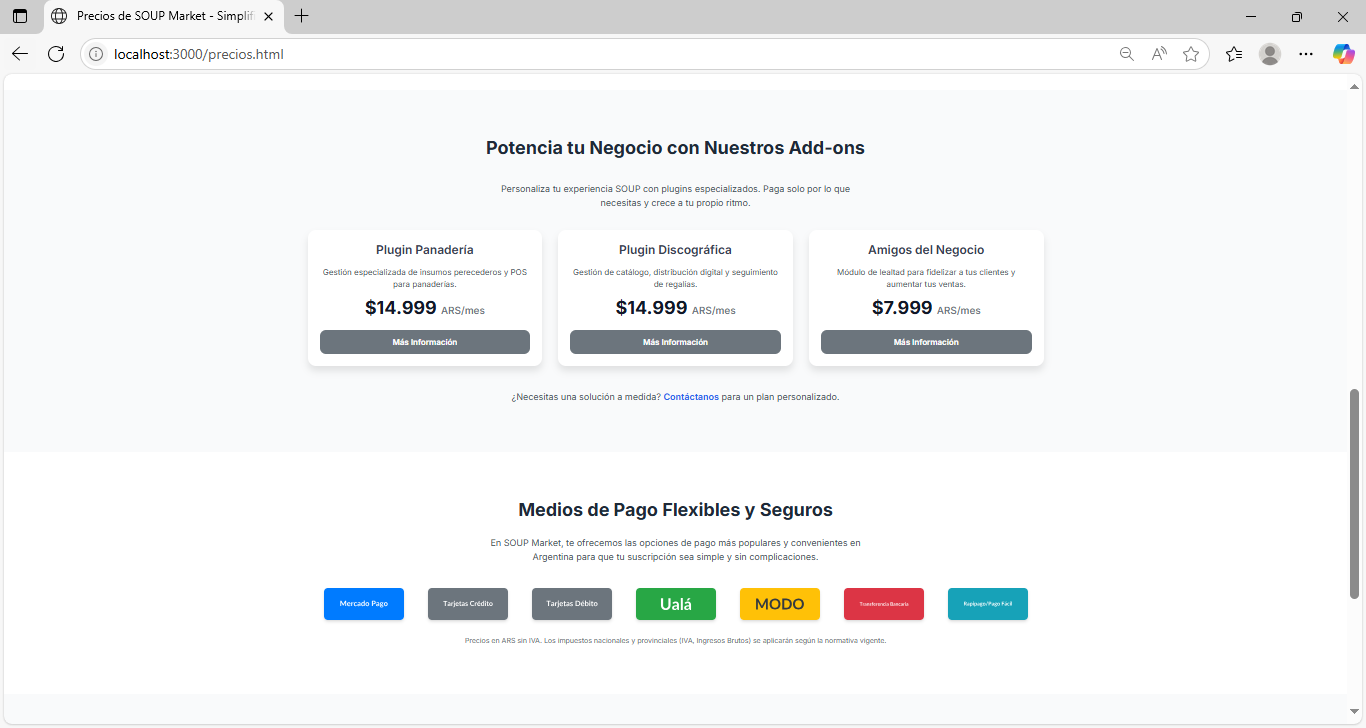 Precios de SOUP Market - Simplifi
localhost:3000/precios.html
Potencia tu Negocio con Nuestros Add-ons
Personaliza tu experiencia SOUP con plugins especializados. Paga solo por lo que
necesitas y crece a tu propio ritmo.
Plugin Panadería
Gestión especializada de insumos perecederos y POS
para panaderías.
$14.999 ARS/mes
Más Información
Plugin Discográfica
Gestión de catálogo, distribución digital y seguimiento
de regalías.
$14.999 ARS/mes
Más Información
Amigos del Negocio
Módulo de lealtad para fidelizar a tus clientes y
aumentar tus ventas.
$7.999 ARS/mes
Más Información
¿Necesitas una solución a medida? Contáctanos para un plan personalizado.
Medios de Pago Flexibles y Seguros
En SOUP Market, te ofrecemos las opciones de pago más populares y convenientes en
Argentina para que tu suscripción sea simple y sin complicaciones.
Mercado Pago
Tarjetas Crédito
Tarjetas Débito
Ualá
MODO
Transferencia Bancaria
Rapipago/Pago Fácil
Precios en ARS sin IVA. Los impuestos nacionales y provinciales (IVA, Ingresos Brutos) se aplicarán según la normativa vigente.